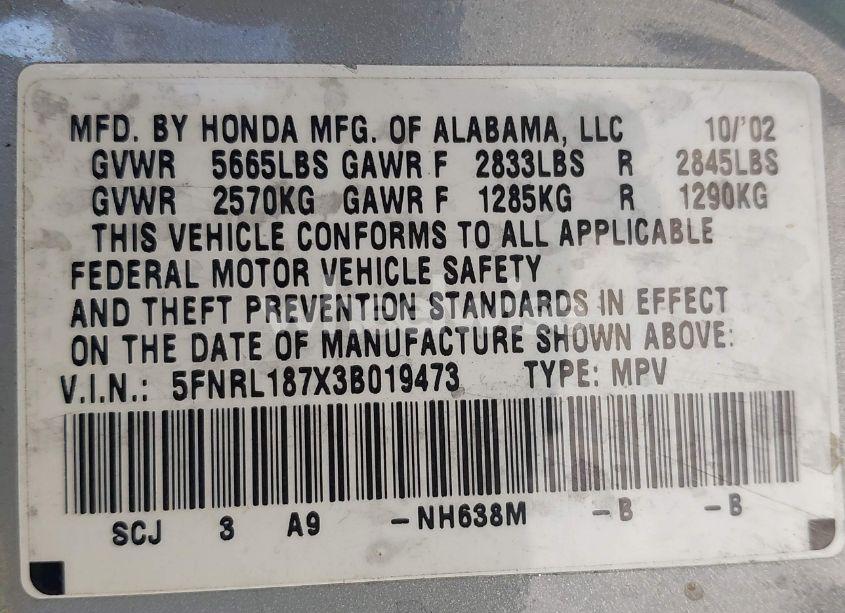 MFD. BY HONDA MFG. OF ALABAMA, LLC 10/'02
GVWR 5665LBS GAWR F 2833LBS R 2845LBS
GVWR 2570KG GAWR F 1285KG R 1290KG
THIS VEHICLE CONFORMS TO ALL APPLICABLE
FEDERAL MOTOR VEHICLE SAFETY
AND THEFT PREVENTION STANDARDS IN EFFECT
ON THE DATE OF MANUFACTURE SHOWN ABOVE:
V.I.N.: 5FNRL187X3B019473 TYPE: MPV
SCJ 3 A9 -NH638M -B -B